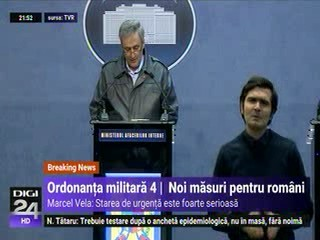 21:52
sursa: TVR
MINISTERUL AFACERILOR INTERNE
Breaking News
Ordonanța militară 4 | Noi măsuri pentru români
Marcel Vela: Starea de urgență este foarte serioasă
DIGI 24 HD
N. Tătaru: Trebuie testare după o anchetă epidemiologică, nu în masă, fără nomină